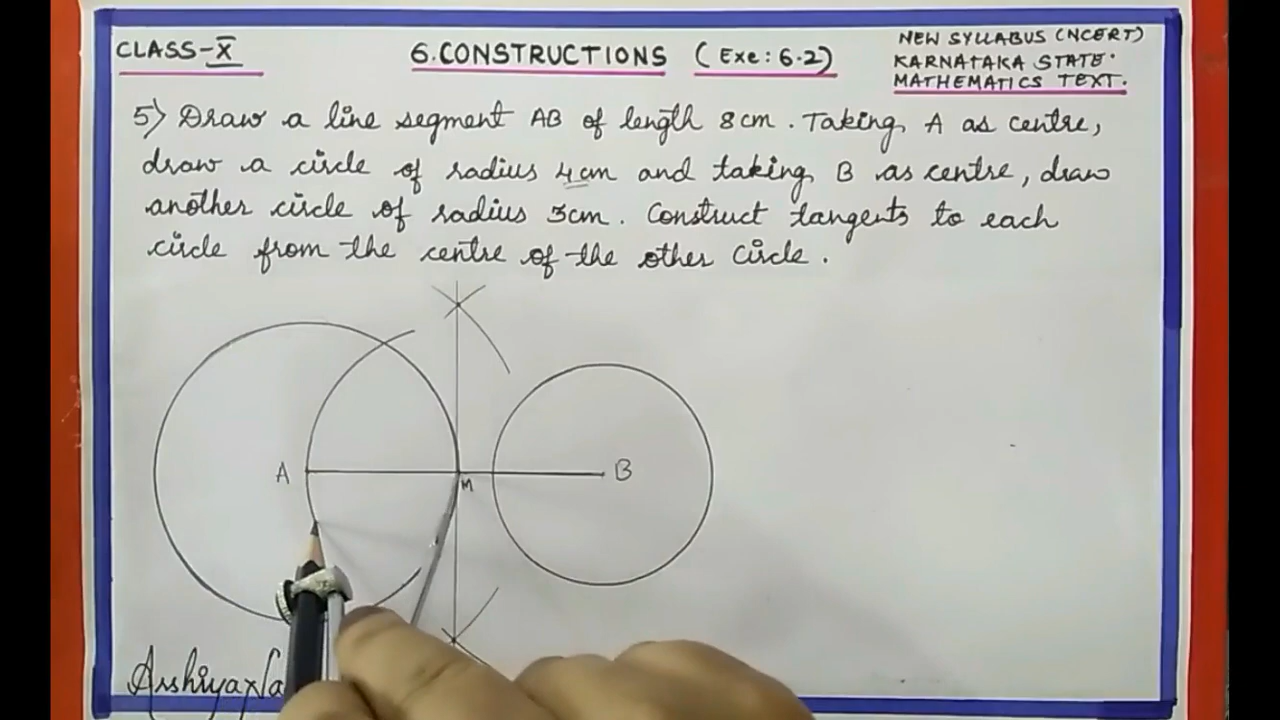 CLASS-X
6.CONSTRUCTIONS (Exe: 6.2)
NEW SYLLABUS (NCERT)
KARNATAKA STATE
MATHEMATICS TEXT.
5) Draw a line segment AB of length 8cm. Taking A as centre,
draw a circle of radius 4cm and taking B as centre, draw
another circle of radius 3cm. Construct tangents to each
circle from the centre of the other circle.
A
M
B